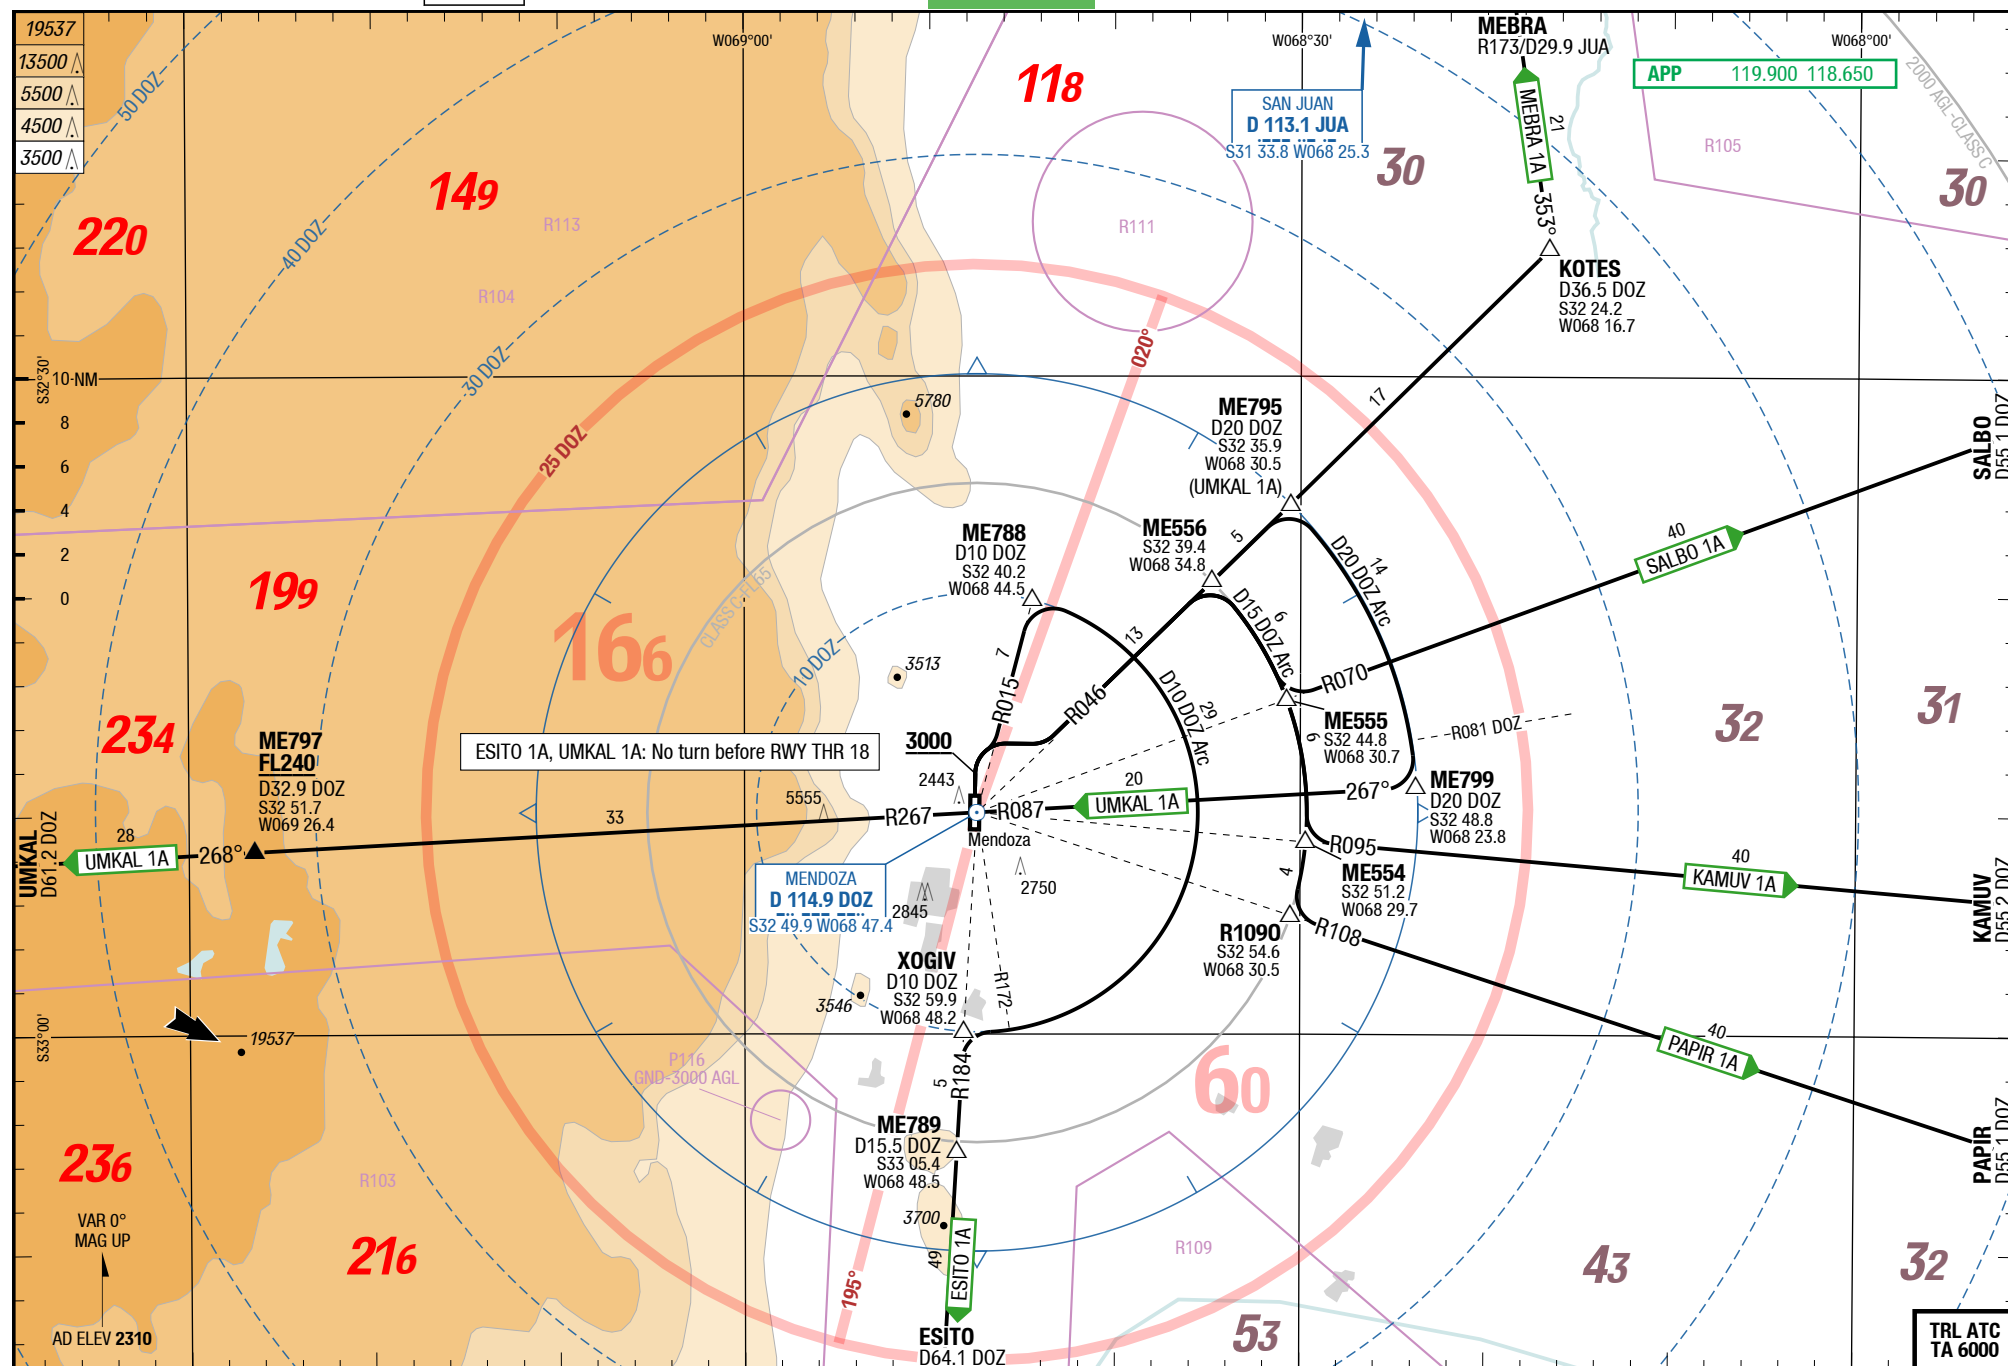 19537
13500
5500
4500
3500
50 DOZ
W069°00'
118
W068°30'
SAN JUAN
D 113.1 JUA
S31 33.8 W068 25.3
MEBRA
R173/D29.9 JUA
APP 119.900 118.650
W068°00'
2000 AGL-CLASS C
MEBRA 1A
21
353°
R105
30
30
149
220
40 DOZ
R113
R104
R111
KOTES
D36.5 DOZ
S32 24.2
W068 16.7
020°
30 DOZ
S32°30'
10 NM
8
6
4
2
0
5780
25 DOZ
17
ME795
D20 DOZ
S32 35.9
W068 30.5
(UMKAL 1A)
SALBO
D55.1 DOZ
40
SALBO 1A
ME788
D10 DOZ
S32 40.2
W068 44.5
ME556
S32 39.4
W068 34.8
5
D20 DOZ Arc
14
199
166
CLASS C-FL65
10 DOZ
3513
7
R015
13
R046
D15 DOZ Arc
6
D10 DOZ Arc
29
R070
ME555
S32 44.8
W068 30.7
6
R081 DOZ
32
31
234
ME797
FL240
D32.9 DOZ
S32 51.7
W069 26.4
ESITO 1A, UMKAL 1A: No turn before RWY THR 18
3000
2443
5555
33
R267
R087
20
UMKAL 1A
267°
ME799
D20 DOZ
S32 48.8
W068 23.8
UMKAL
D61.2 DOZ
28
UMKAL 1A
268°
Mendoza
2750
MENDOZA
D 114.9 DOZ
S32 49.9 W068 47.4
2845
R095
ME554
S32 51.2
W068 29.7
4
40
KAMUV 1A
KAMUV
D55.2 DOZ
R1090
S32 54.6
W068 30.5
R108
XOGIV
D10 DOZ
S32 59.9
W068 48.2
R172
3546
S33°00'
19537
P116
GND-3000 AGL
5
R184
60
40
PAPIR 1A
PAPIR
D55.1 DOZ
ME789
D15.5 DOZ
S33 05.4
W068 48.5
236
R103
3700
49
ESITO 1A
R109
43
32
VAR 0°
MAG UP
216
195°
53
AD ELEV 2310
ESITO
D64.1 DOZ
TRL ATC
TA 6000